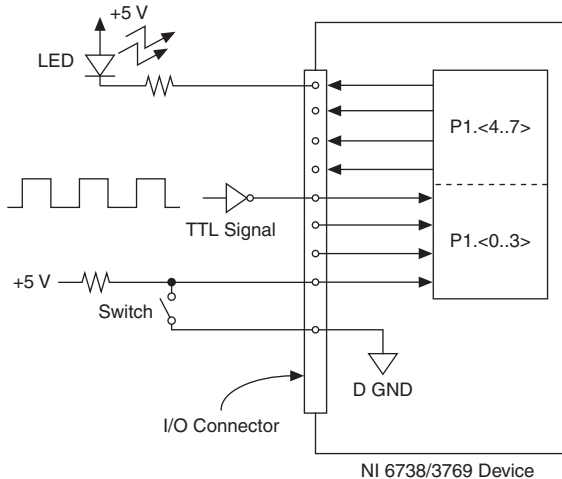 +5 V
LED
P1.<4..7>
TTL Signal
P1.<0..3>
+5 V
Switch
D GND
I/O Connector
NI 6738/3769 Device